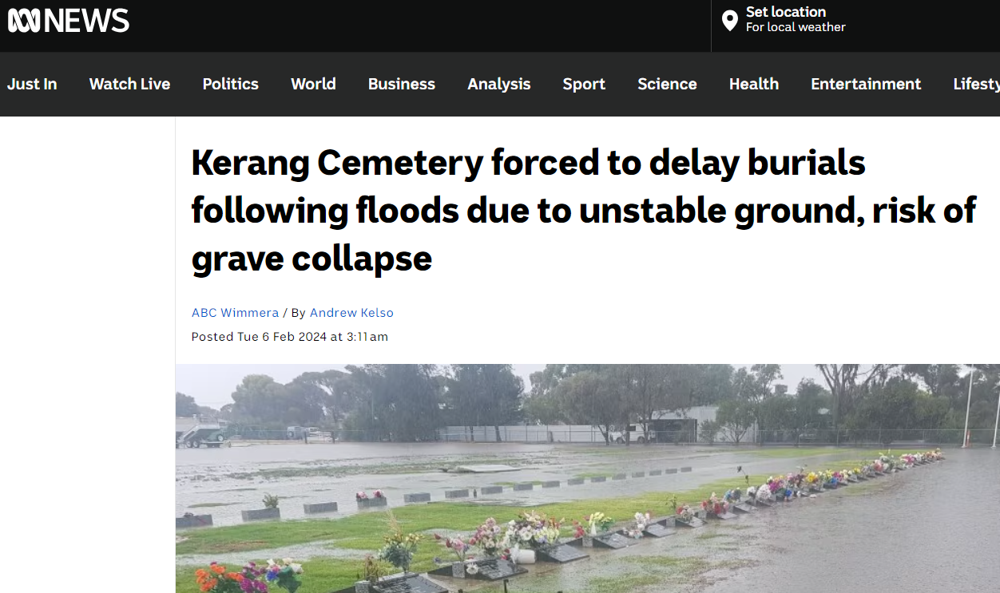 NEWS
Set location
For local weather
Just In Watch Live Politics World Business Analysis Sport Science Health Entertainment
Kerang Cemetery forced to delay burials
following floods due to unstable ground, risk of
grave collapse
ABC Wimmera / By Andrew Kelso
Posted Tue 6 Feb 2024 at 3:11am